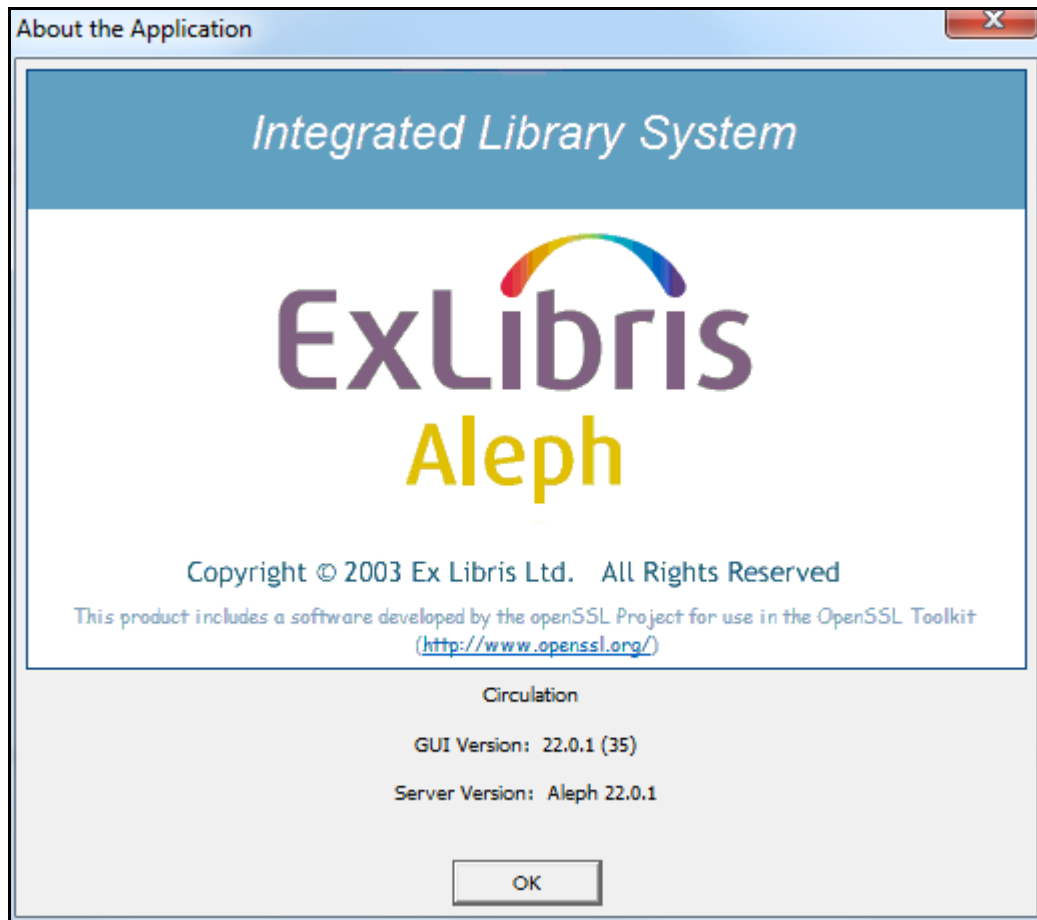 About the Application
Integrated Library System
ExLibris
Aleph
Copyright © 2003 Ex Libris Ltd. All Rights Reserved
This product includes a software developed by the openSSL Project for use in the OpenSSL Toolkit
(http://www.openssl.org/)
Circulation
GUI Version: 22.0.1 (35)
Server Version: Aleph 22.0.1
OK